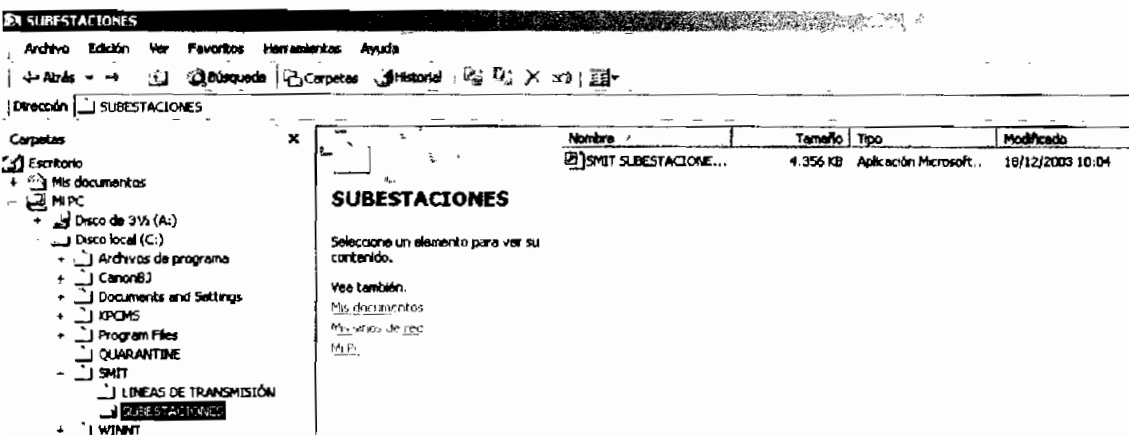 SUBESTACIONES
Archivo Edición Ver Favoritos Herramientas Ayuda
Atrás Búsqueda Carpetas Historial
Dirección SUBESTACIONES
Carpetas x
Escritorio
Mis documentos
Mi PC
Disco de 3½ (A:)
Disco local (C:)
Archivos de programa
CanonBJ
Documents and Settings
KPCMS
Program Files
QUARANTINE
SMIT
LINEAS DE TRANSMISIÓN
SUBESTACIONES
WINNT
SUBESTACIONES
Seleccione un elemento para ver su
contenido.
Vea también.
Mis documentos
Mis sitios de red
Mi PC
Nombre Tamaño Tipo Modificado
SMIT SUBESTACIONE... 4.356 KB Aplicación Microsoft... 18/12/2003 10:04